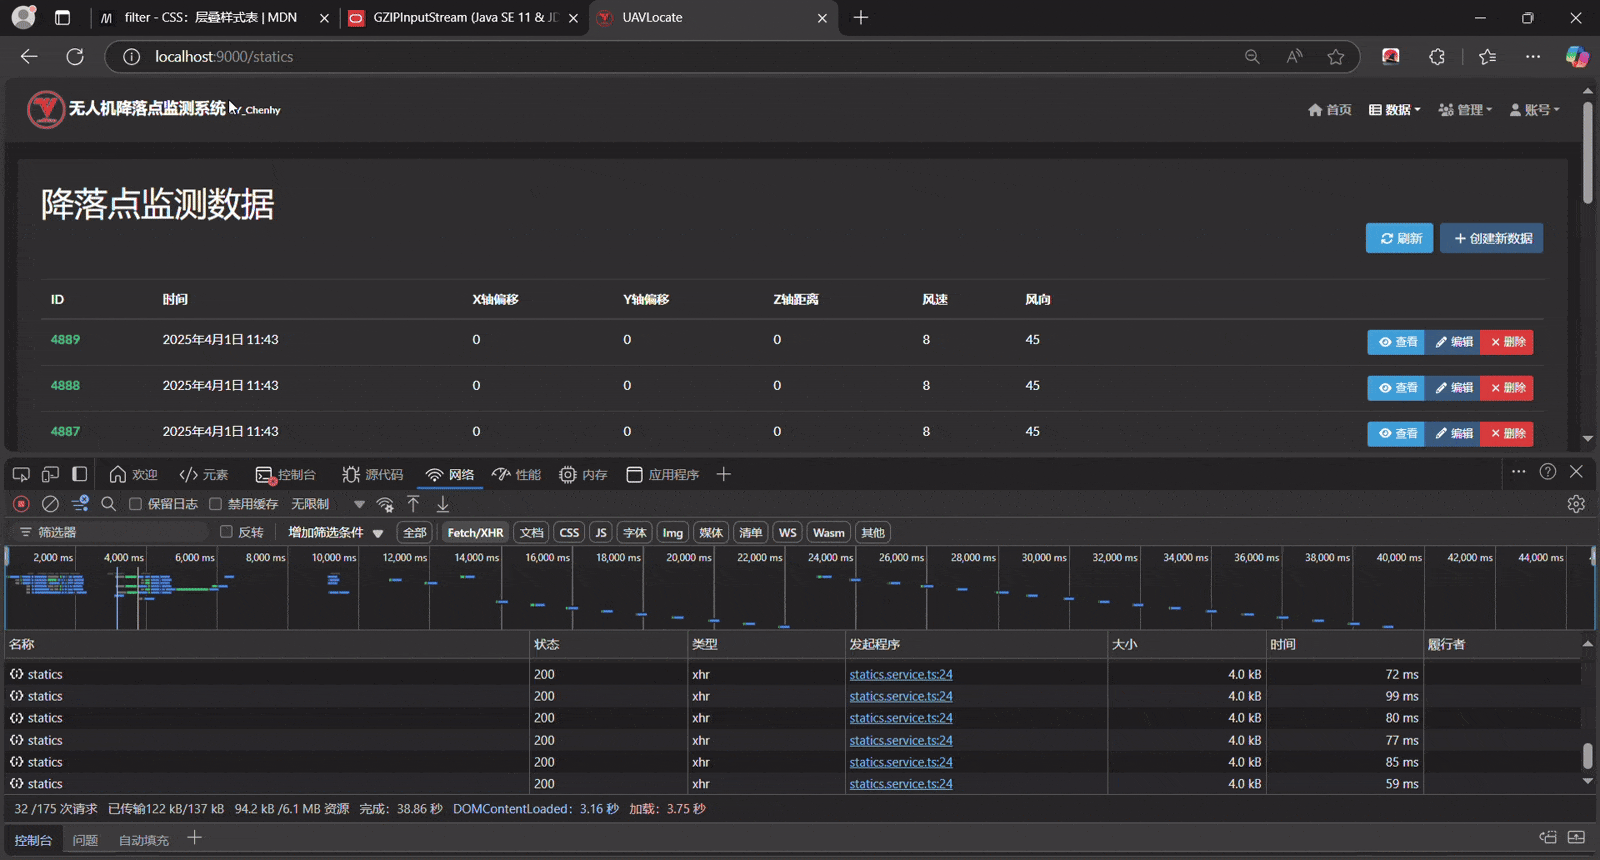 filter - CSS：层叠样式表 | MDN
GZIPInputStream (Java SE 11 & JD
UAVLocate
localhost:9000/statics
无人机降落点监测系统 Y_Chenhy
首页 数据 管理 账号
降落点监测数据
刷新 创建新数据
ID 时间 X轴偏移 Y轴偏移 Z轴距离 风速 风向
4889 2025年4月1日 11:43 0 0 0 8 45 查看 编辑 删除
4888 2025年4月1日 11:43 0 0 0 8 45 查看 编辑 删除
4887 2025年4月1日 11:43 0 0 0 8 45 查看 编辑 删除
欢迎 元素 控制台 源代码 网络 性能 内存 应用程序
保留日志 禁用缓存 无限制
筛选器 反转 增加筛选条件 全部 Fetch/XHR 文档 CSS JS 字体 Img 媒体 清单 WS Wasm 其他
2,000 ms 4,000 ms 6,000 ms 8,000 ms 10,000 ms 12,000 ms 14,000 ms 16,000 ms 18,000 ms 20,000 ms 22,000 ms 24,000 ms 26,000 ms 28,000 ms 30,000 ms 32,000 ms 34,000 ms 36,000 ms 38,000 ms 40,000 ms 42,000 ms 44,000 ms
名称 状态 类型 发起程序 大小 时间 履行者
statics 200 xhr statics.service.ts:24 4.0 kB 72 ms
statics 200 xhr statics.service.ts:24 4.0 kB 99 ms
statics 200 xhr statics.service.ts:24 4.0 kB 80 ms
statics 200 xhr statics.service.ts:24 4.0 kB 77 ms
statics 200 xhr statics.service.ts:24 4.0 kB 85 ms
statics 200 xhr statics.service.ts:24 4.0 kB 59 ms
32 /175 次请求 已传输122 kB/137 kB 94.2 kB /6.1 MB 资源 完成：38.86 秒 DOMContentLoaded：3.16 秒 加载：3.75 秒
控制台 问题 自动填充